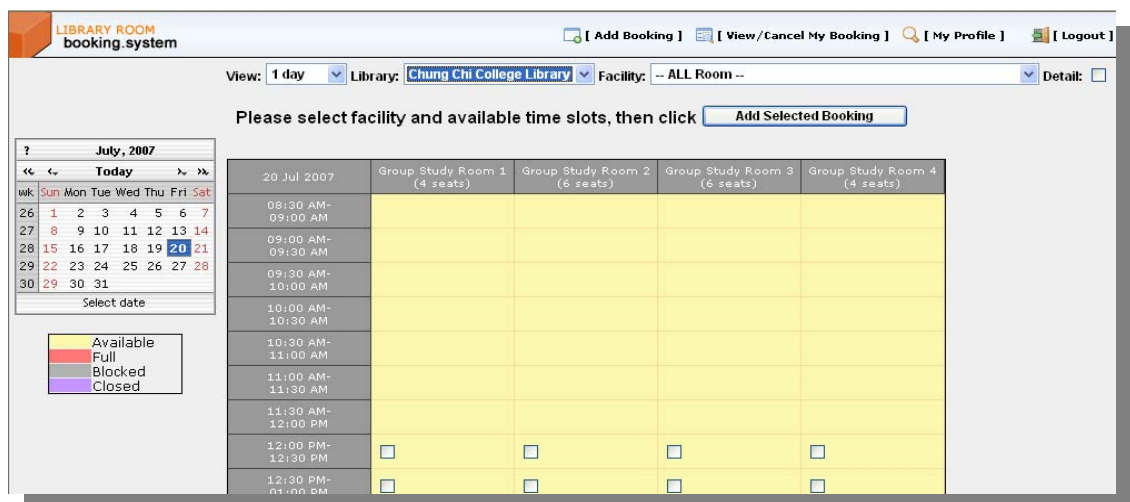 LIBRARY ROOM
booking.system
[ Add Booking ] [ View/Cancel My Booking ] [ My Profile ] [ Logout ]
View: 1 day Library: Chung Chi College Library Facility: -- ALL Room -- Detail:
Please select facility and available time slots, then click Add Selected Booking
? July, 2007
« ‹ Today › »
wk Sun Mon Tue Wed Thu Fri Sat
26 1 2 3 4 5 6 7
27 8 9 10 11 12 13 14
28 15 16 17 18 19 20 21
29 22 23 24 25 26 27 28
30 29 30 31
Select date
Available
Full
Blocked
Closed
20 Jul 2007 Group Study Room 1 Group Study Room 2 Group Study Room 3 Group Study Room 4
(4 seats) (6 seats) (6 seats) (4 seats)
08:30 AM-
09:00 AM
09:00 AM-
09:30 AM
09:30 AM-
10:00 AM
10:00 AM-
10:30 AM
10:30 AM-
11:00 AM
11:00 AM-
11:30 AM
11:30 AM-
12:00 PM
12:00 PM-
12:30 PM
12:30 PM-
01:00 PM